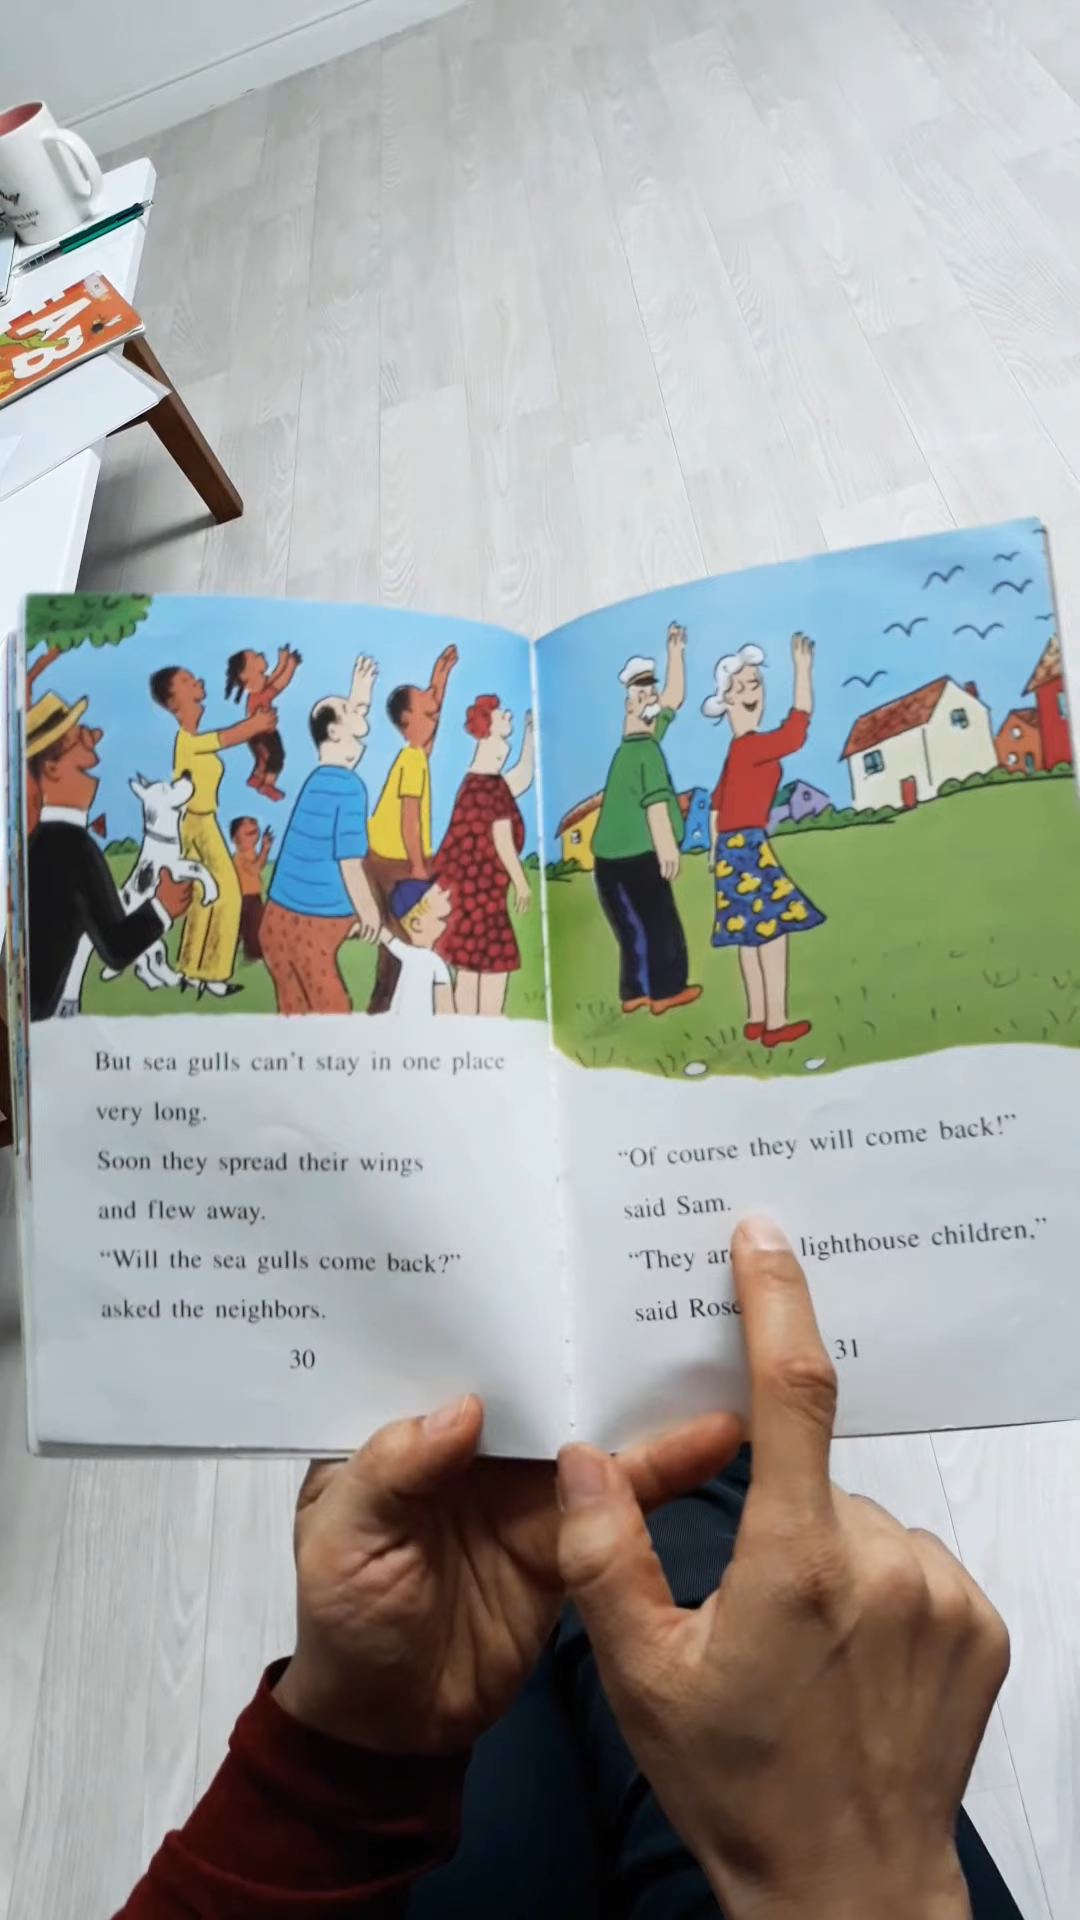 But sea gulls can't stay in one place
very long.
Soon they spread their wings
and flew away.
“Will the sea gulls come back?”
asked the neighbors.
30
“Of course they will come back!”
said Sam.
“They lighthouse children,”
said Rose
31